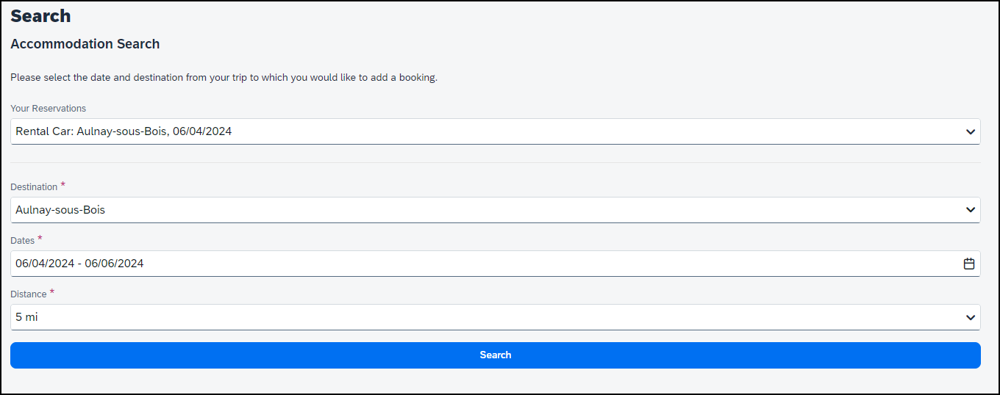 Search
Accommodation Search
Please select the date and destination from your trip to which you would like to add a booking.
Your Reservations
Rental Car: Aulnay-sous-Bois, 06/04/2024
Destination *
Aulnay-sous-Bois
Dates *
06/04/2024 - 06/06/2024
Distance *
5 mi
Search